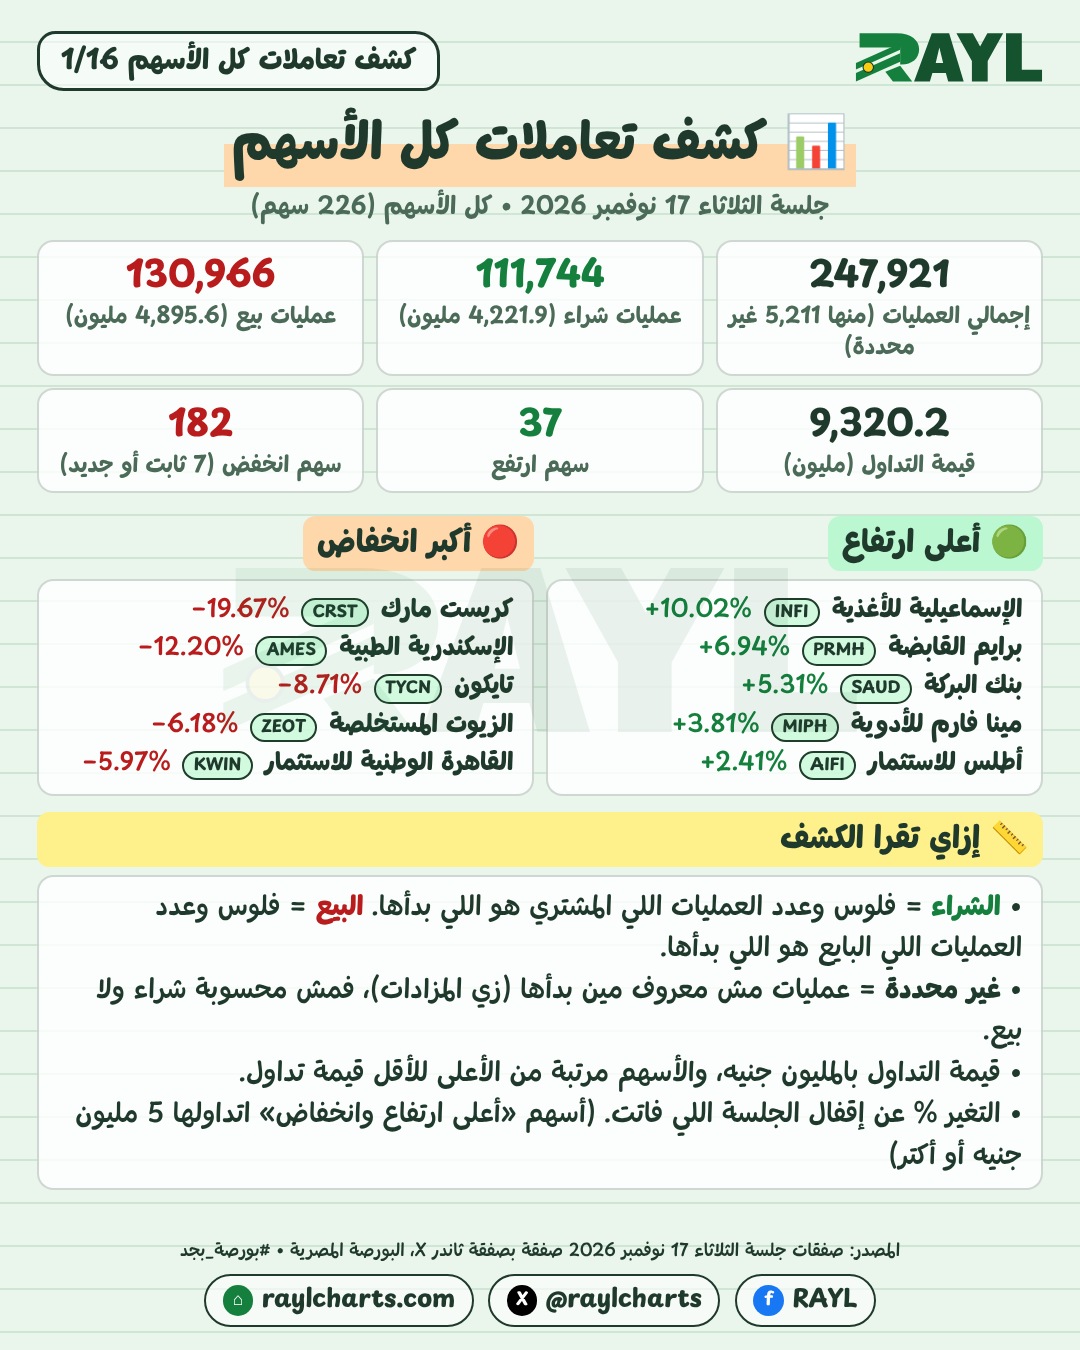 RAYL
كشف تعاملات كل الأسهم 1/16
📊 كشف تعاملات كل الأسهم
جلسة الثلاثاء 17 نوفمبر 2026 • كل الأسهم (226 سهم)
247,921
إجمالي العمليات (منها 5,211 غير
محددة)
111,744
عمليات شراء (4,221.9 مليون)
130,966
عمليات بيع (4,895.6 مليون)
9,320.2
قيمة التداول (مليون)
37
سهم ارتفع
182
سهم انخفض (7 ثابت أو جديد)
🟢 أعلى ارتفاع
الإسماعيلية للأغذية INFI +10.02%
برايم القابضة PRMH +6.94%
بنك البركة SAUD +5.31%
مينا فارم للأدوية MIPH +3.81%
أطلس للاستثمار AIFI +2.41%
🔴 أكبر انخفاض
كريست مارك CRST −19.67%
الإسكندرية الطبية AMES −12.20%
تايكون TYCN −8.71%
الزيوت المستخلصة ZEOT −6.18%
القاهرة الوطنية للاستثمار KWIN −5.97%
📏 إزاي تقرا الكشف
• الشراء = فلوس وعدد العمليات اللي المشتري هو اللي بدأها. البيع = فلوس وعدد
العمليات اللي البايع هو اللي بدأها.
• غير محددة = عمليات مش معروف مين بدأها (زي المزادات)، فمش محسوبة شراء ولا
بيع.
• قيمة التداول بالمليون جنيه، والأسهم مرتبة من الأعلى للأقل قيمة تداول.
• التغير % عن إقفال الجلسة اللي فاتت. (أسهم «أعلى ارتفاع وانخفاض» اتداولها 5 مليون
جنيه أو أكتر)
المصدر: صفقات جلسة الثلاثاء 17 نوفمبر 2026 صفقة بصفقة ثاندر X، البورصة المصرية • #بورصة_بجد
RAYL
@raylcharts
raylcharts.com